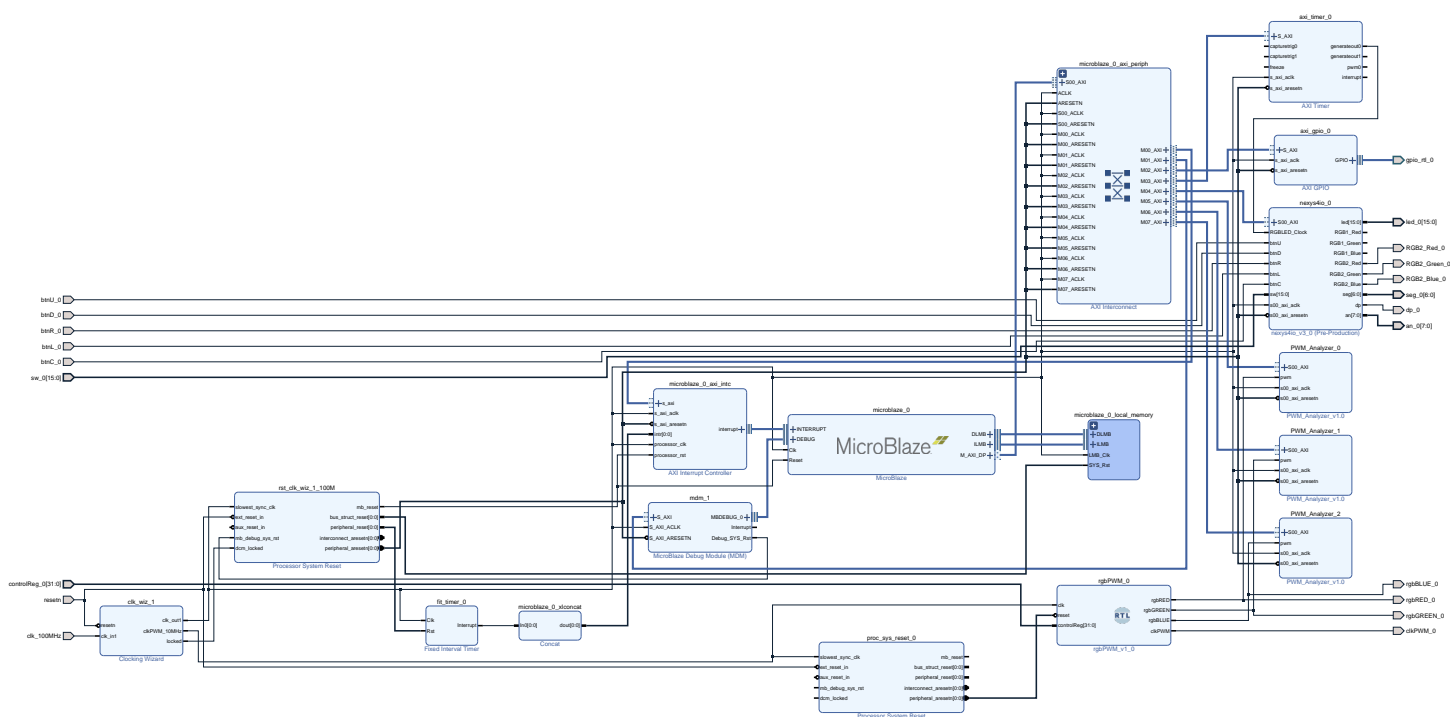 axi_timer_0
S_AXI
capturetrig0
capturetrig1
freeze
s_axi_aclk
s_axi_aresetn
generateout0
generateout1
pwm0
interrupt
AXI Timer
microblaze_0_axi_periph
S00_AXI
ACLK
ARESETN
S00_ACLK
S00_ARESETN
M00_ACLK
M00_ARESETN
M01_ACLK
M01_ARESETN
M02_ACLK
M02_ARESETN
M03_ACLK
M03_ARESETN
M04_ACLK
M04_ARESETN
M05_ACLK
M05_ARESETN
M06_ACLK
M06_ARESETN
M07_ACLK
M07_ARESETN
M00_AXI
M01_AXI
M02_AXI
M03_AXI
M04_AXI
M05_AXI
M06_AXI
M07_AXI
AXI Interconnect
axi_gpio_0
S_AXI
s_axi_aclk
s_axi_aresetn
GPIO
AXI GPIO
gpio_rtl_0
nexys4io_0
S00_AXI
RGBLED_Clock
btnU
btnD
btnR
btnL
btnC
sw[15:0]
s00_axi_aclk
s00_axi_aresetn
led[15:0]
RGB1_Red
RGB1_Green
RGB1_Blue
RGB2_Red
RGB2_Green
RGB2_Blue
seg[6:0]
dp
an[7:0]
nexys4io_v3_0 (Pre-Production)
led_0[15:0]
RGB2_Red_0
RGB2_Green_0
RGB2_Blue_0
seg_0[6:0]
dp_0
an_0[7:0]
btnU_0
btnD_0
btnR_0
btnL_0
btnC_0
sw_0[15:0]
PWM_Analyzer_0
S00_AXI
pwm
s00_axi_aclk
s00_axi_aresetn
PWM_Analyzer_v1.0
microblaze_0_axi_intc
s_axi
s_axi_aclk
s_axi_aresetn
intr[0:0]
processor_clk
processor_rst
interrupt
AXI Interrupt Controller
microblaze_0
INTERRUPT
DEBUG
Clk
Reset
MicroBlaze
DLMB
ILMB
M_AXI_DP
MicroBlaze
microblaze_0_local_memory
DLMB
ILMB
LMB_Clk
SYS_Rst
PWM_Analyzer_1
S00_AXI
pwm
s00_axi_aclk
s00_axi_aresetn
PWM_Analyzer_v1.0
rst_clk_wiz_1_100M
slowest_sync_clk
ext_reset_in
aux_reset_in
mb_debug_sys_rst
dcm_locked
mb_reset
bus_struct_reset[0:0]
peripheral_reset[0:0]
interconnect_aresetn[0:0]
peripheral_aresetn[0:0]
Processor System Reset
mdm_1
S_AXI
S_AXI_ACLK
S_AXI_ARESETN
MBDEBUG_0
Interrupt
Debug_SYS_Rst
MicroBlaze Debug Module (MDM)
PWM_Analyzer_2
S00_AXI
pwm
s00_axi_aclk
s00_axi_aresetn
PWM_Analyzer_v1.0
controlReg_0[31:0]
resetn
clk_100MHz
clk_wiz_1
resetn
clk_in1
clk_out1
clkPWM_10MHz
locked
Clocking Wizard
fit_timer_0
Clk
Rst
Interrupt
Fixed Interval Timer
microblaze_0_xlconcat
In0[0:0]
dout[0:0]
Concat
rgbPWM_0
clk
reset
controlReg[31:0]
RTL
rgbRED
rgbGREEN
rgbBLUE
clkPWM
rgbPWM_v1_0
rgbBLUE_0
rgbRED_0
rgbGREEN_0
clkPWM_0
proc_sys_reset_0
slowest_sync_clk
ext_reset_in
aux_reset_in
mb_debug_sys_rst
dcm_locked
mb_reset
bus_struct_reset[0:0]
peripheral_reset[0:0]
interconnect_aresetn[0:0]
peripheral_aresetn[0:0]
Processor System Reset